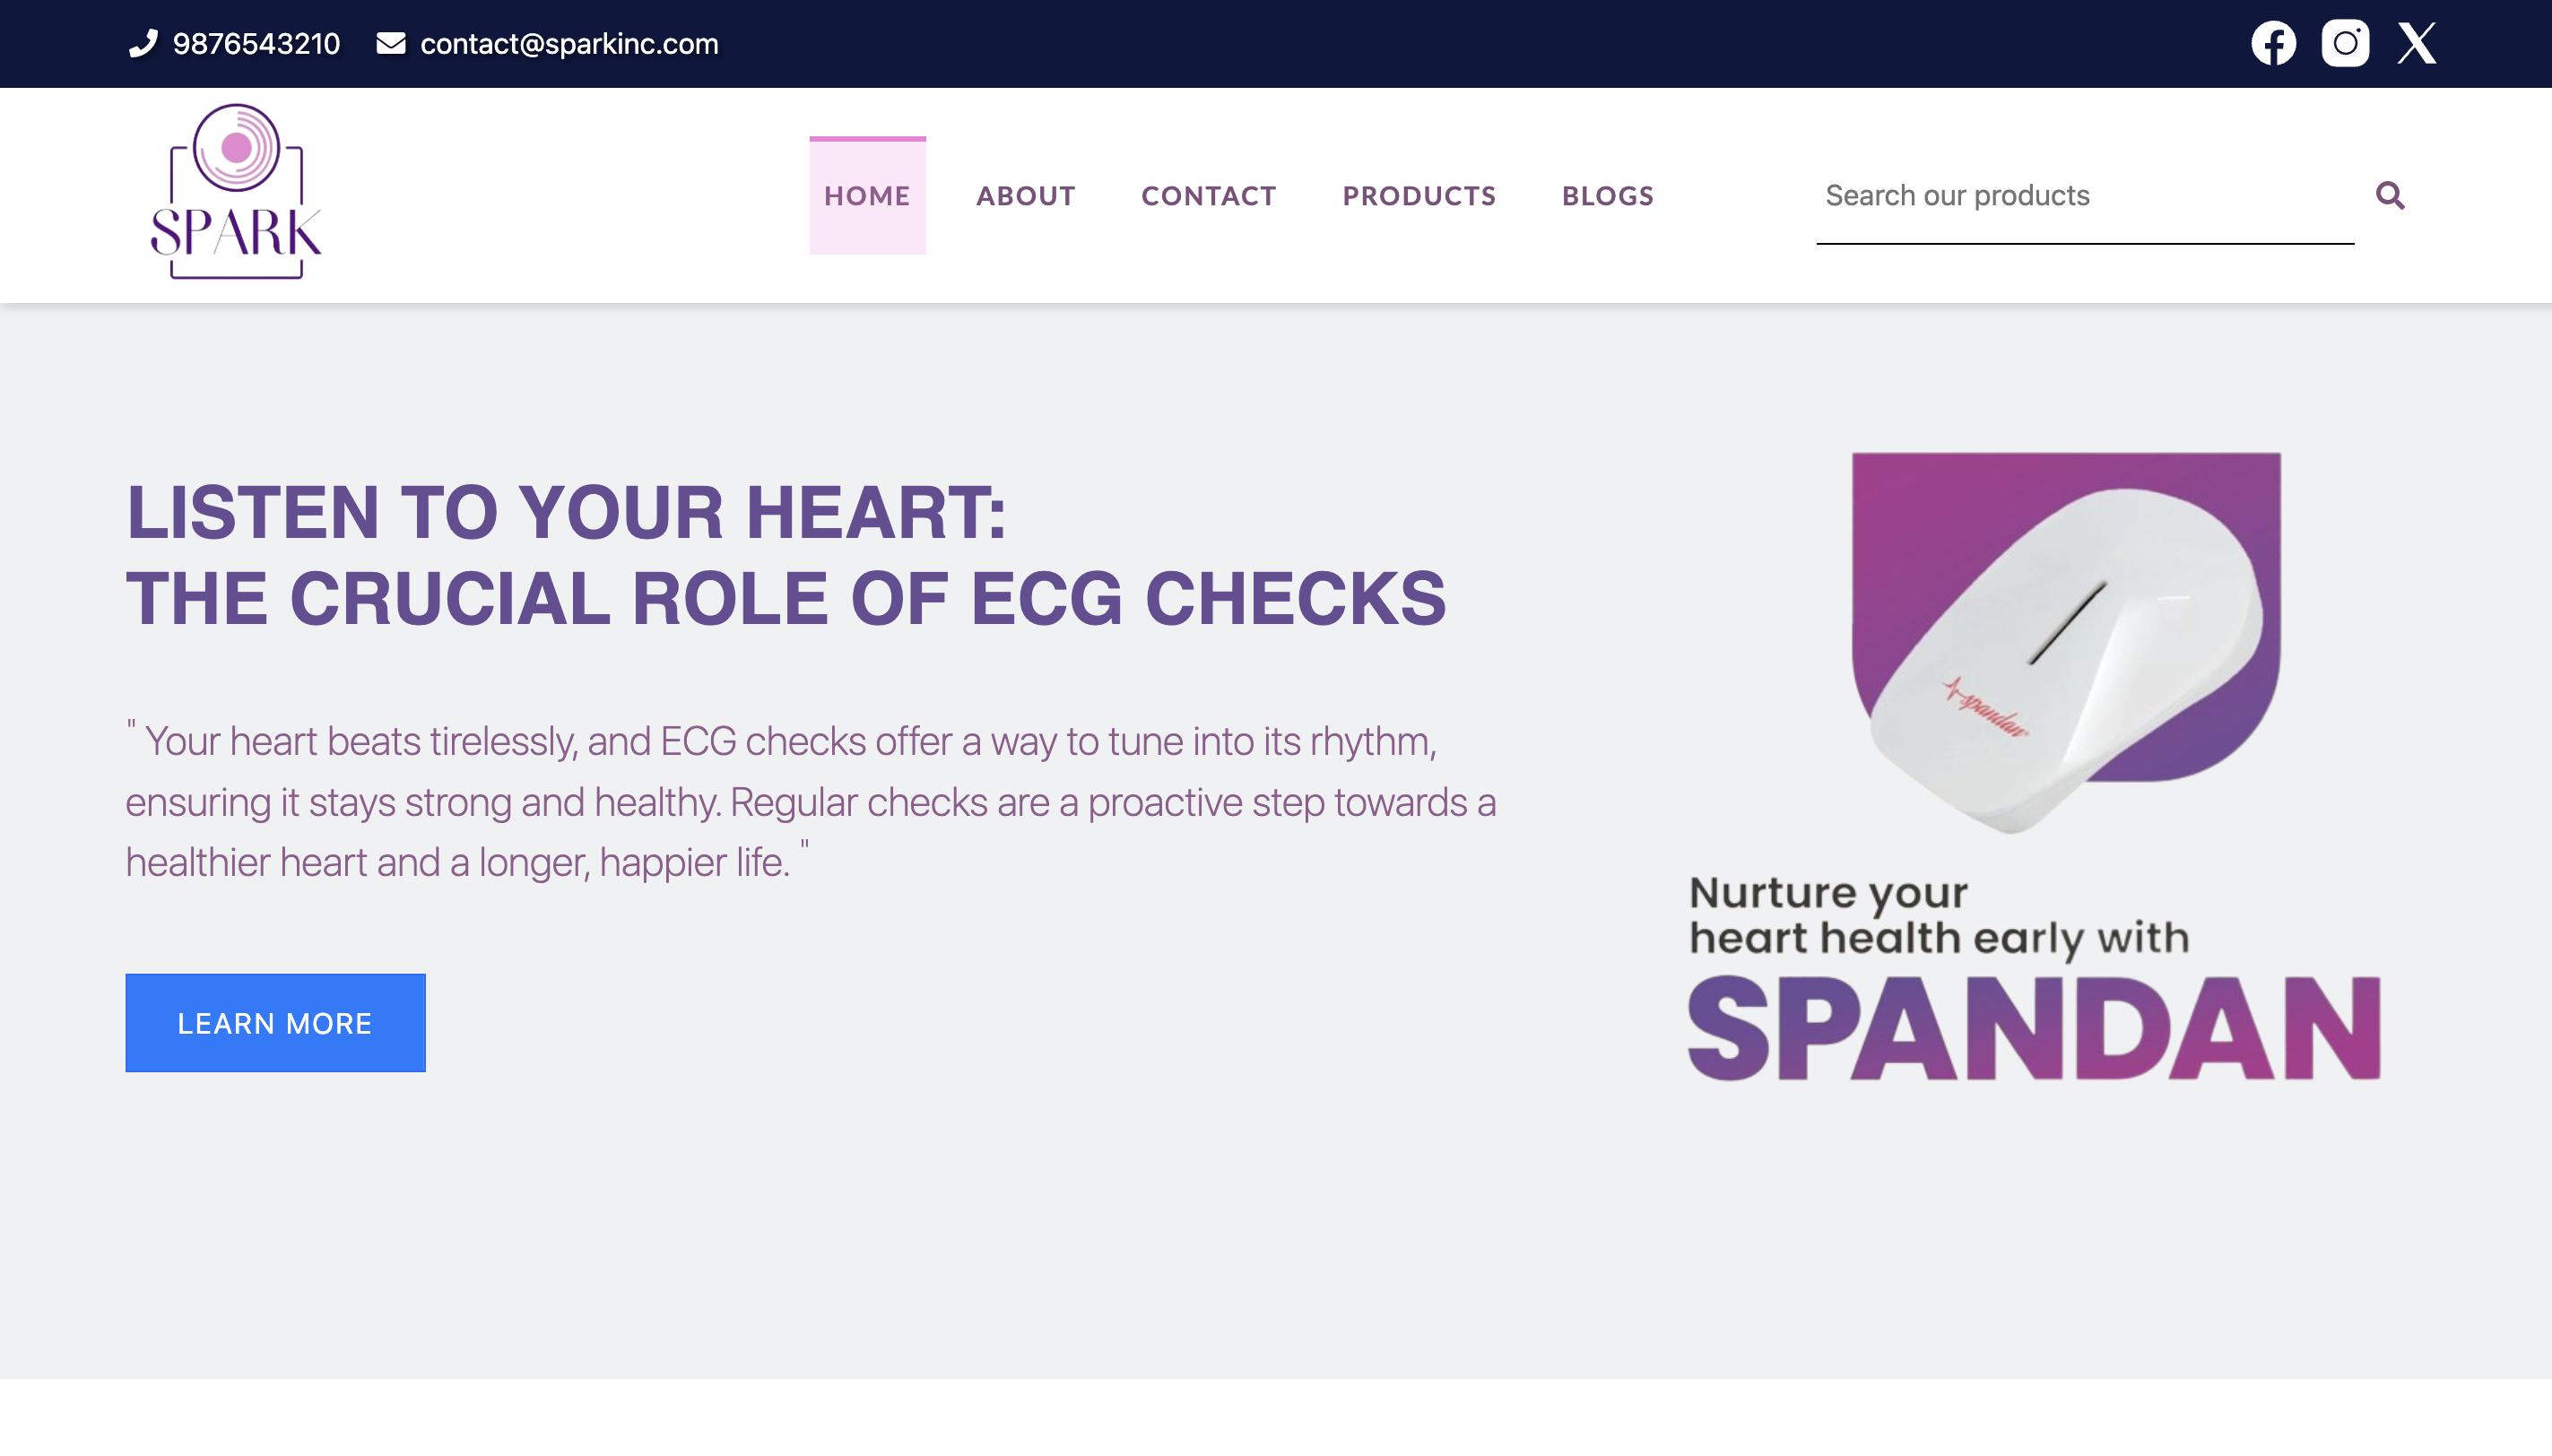 9876543210 contact@sparkinc.com
SPARK
HOME ABOUT CONTACT PRODUCTS BLOGS Search our products
LISTEN TO YOUR HEART:
THE CRUCIAL ROLE OF ECG CHECKS
" Your heart beats tirelessly, and ECG checks offer a way to tune into its rhythm,
ensuring it stays strong and healthy. Regular checks are a proactive step towards a
healthier heart and a longer, happier life. "
LEARN MORE
spandan
Nurture your
heart health early with
SPANDAN